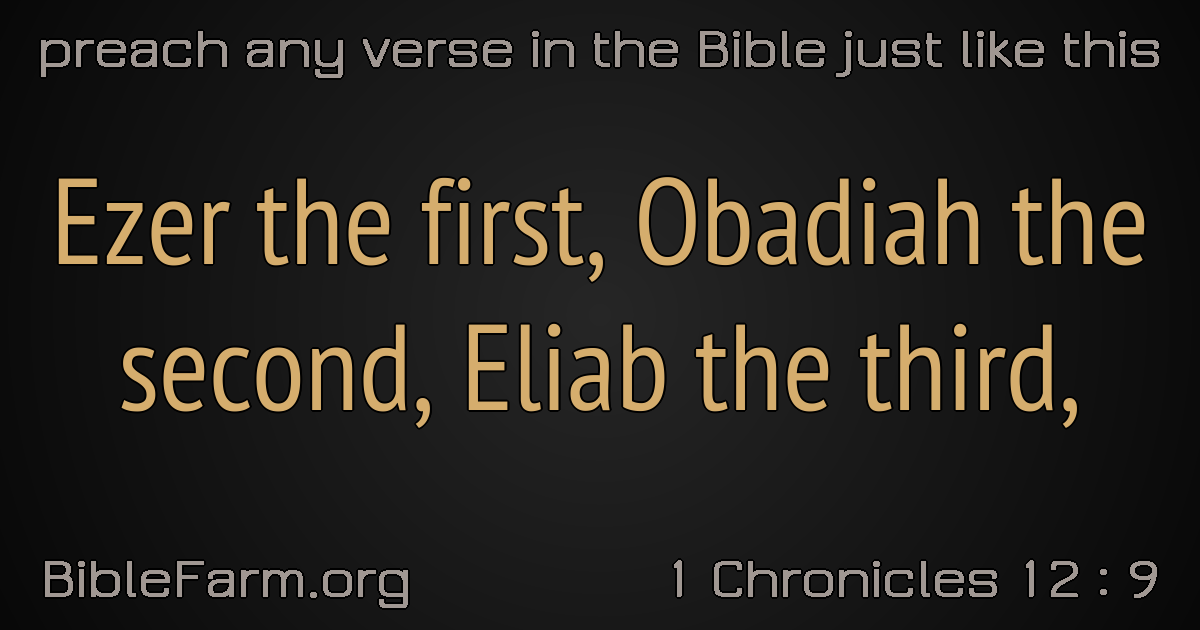 preach any verse in the Bible just like this
Ezer the first, Obadiah the
second, Eliab the third,
BibleFarm.org
1 Chronicles 12 : 9